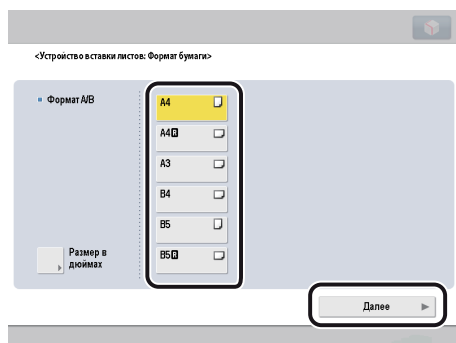 <Устройство вставки листов: Формат бумаги>
Формат A/B
A4
A4R
A3
B4
B5
B5R
Размер в
дюймах
Далее